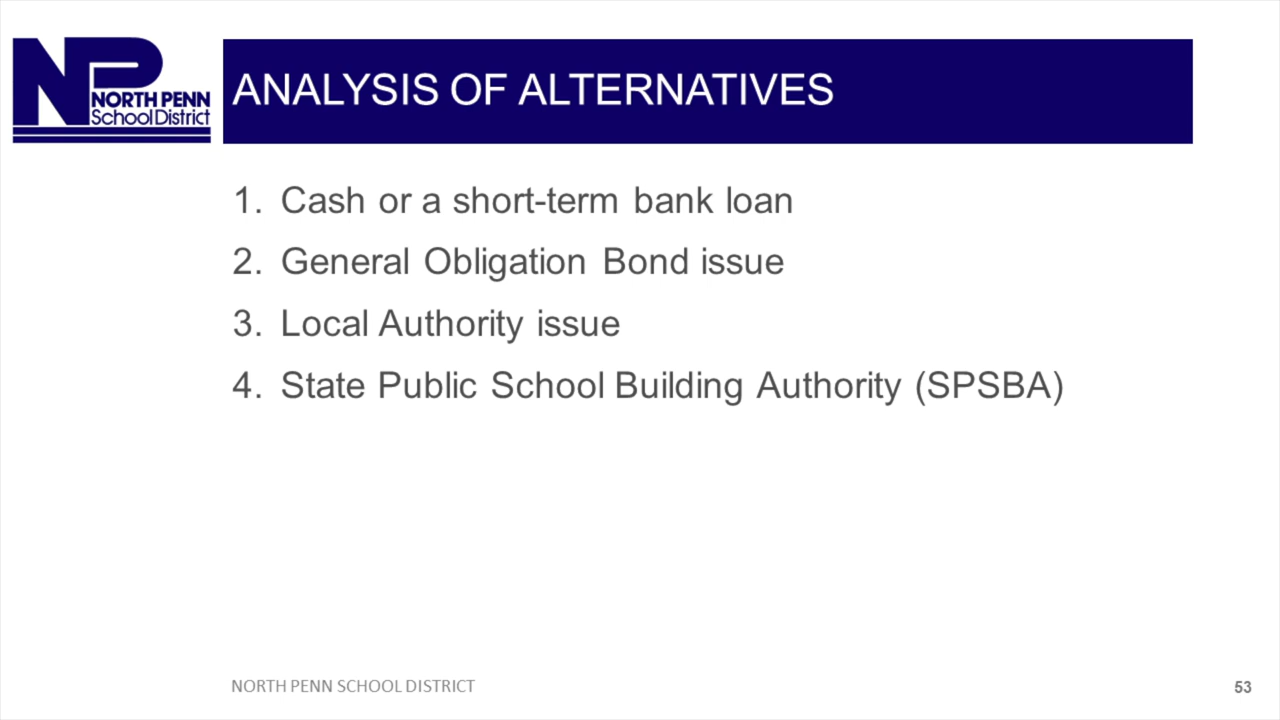 NP
NORTH PENN
School District
ANALYSIS OF ALTERNATIVES
1. Cash or a short-term bank loan
2. General Obligation Bond issue
3. Local Authority issue
4. State Public School Building Authority (SPSBA)
NORTH PENN SCHOOL DISTRICT
53